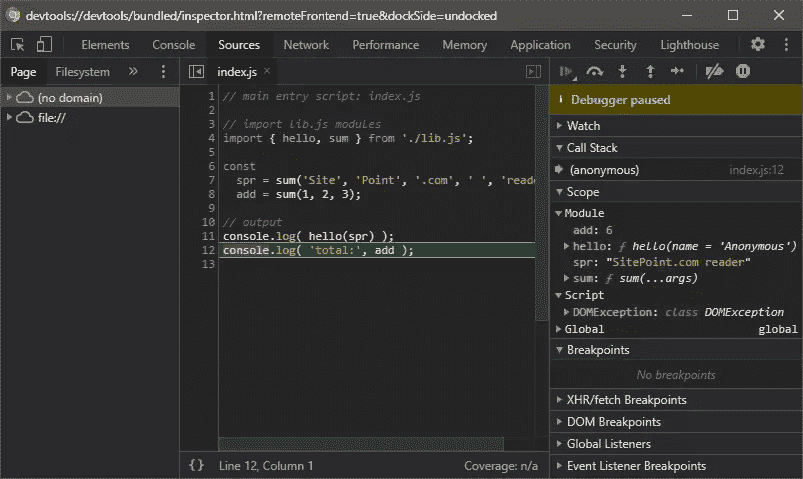 devtools://devtools/bundled/inspector.html?remoteFrontend=true&dockSide=undocked
Elements Console Sources Network Performance Memory Application Security Lighthouse
Page Filesystem »
(no domain)
file://
index.js ×
1 // main entry script: index.js
2
3 // import lib.js modules
4 import { hello, sum } from './lib.js';
5
6 const
7 spr = sum('Site', 'Point', '.com', ' ', 'reade
8 add = sum(1, 2, 3);
9
10 // output
11 console.log( hello(spr) );
12 console.log( 'total:', add );
13
{} Line 12, Column 1 Coverage: n/a
Debugger paused
Watch
Call Stack
(anonymous) index.js:12
Scope
Module
add: 6
hello: ƒ hello(name = 'Anonymous')
spr: "SitePoint.com reader"
sum: ƒ sum(...args)
Script
DOMException: class DOMException
Global global
Breakpoints
No breakpoints
XHR/fetch Breakpoints
DOM Breakpoints
Global Listeners
Event Listener Breakpoints